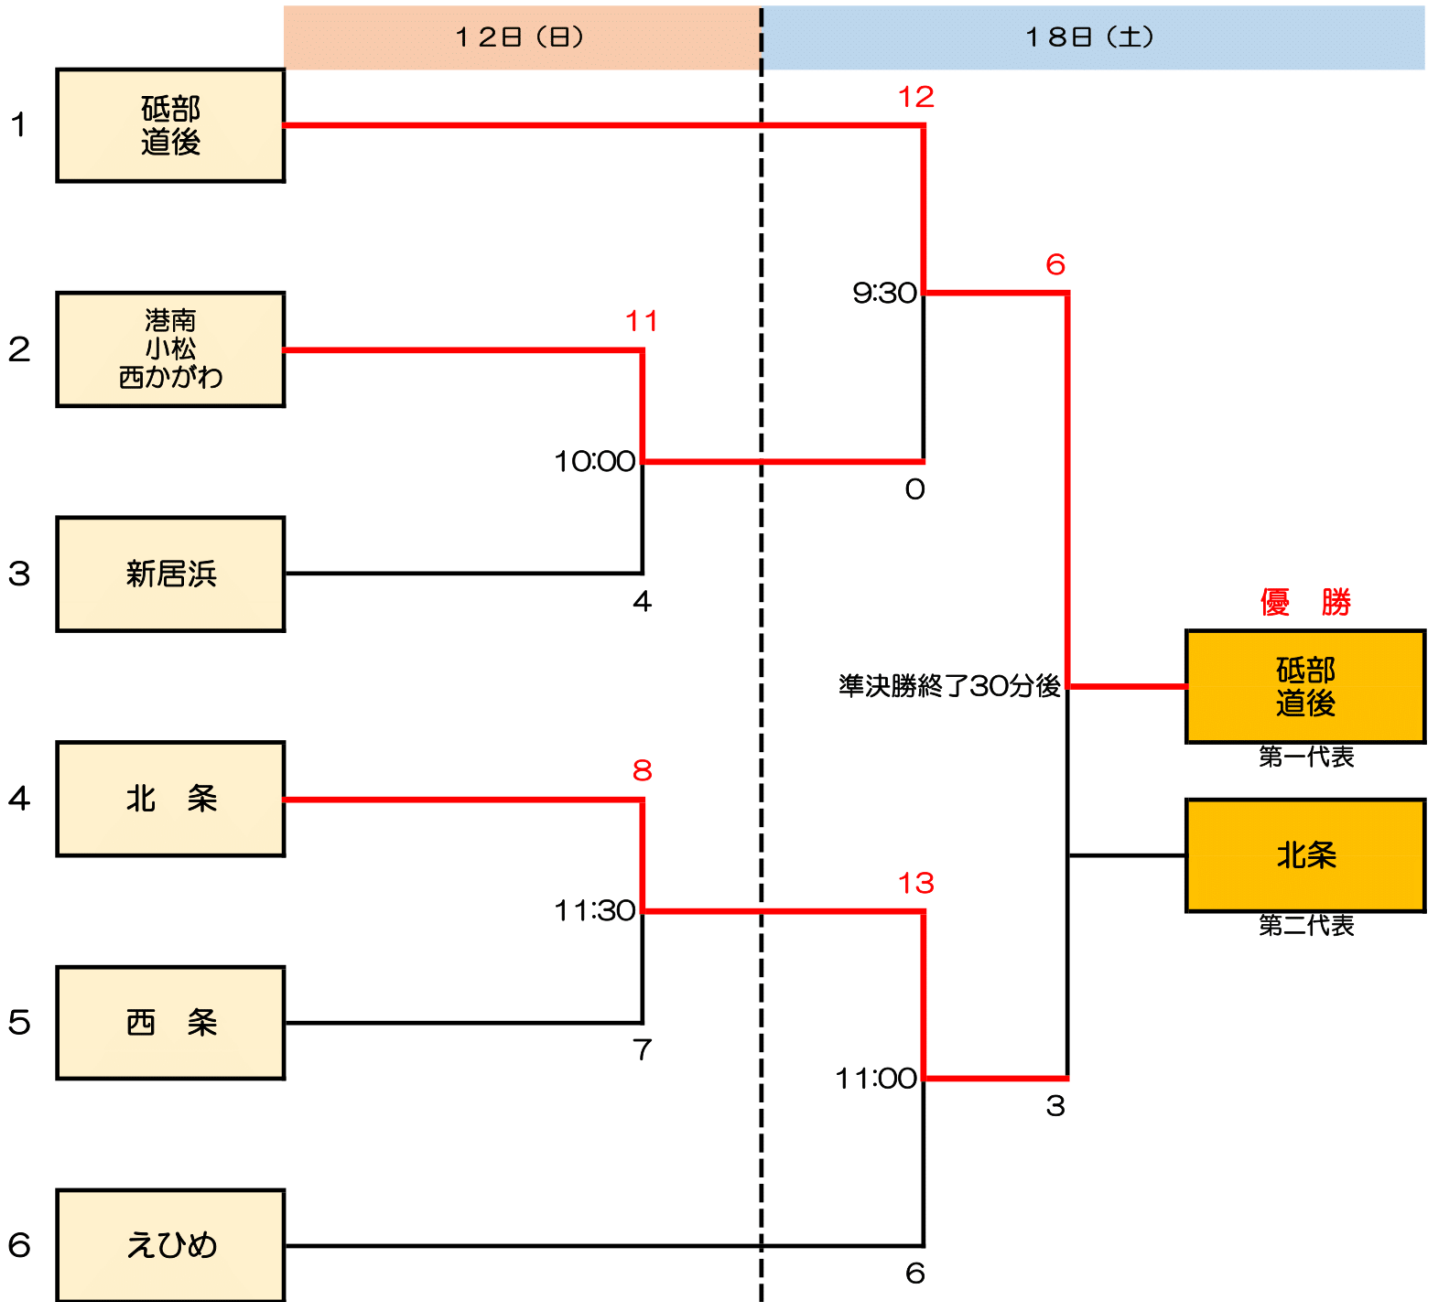 12日（日）
18日（土）
12
1
砥部
道後
6
9:30
港南
小松
西かがわ
2
11
10:00
0
3
新居浜
4
優　勝
砥部
道後
第一代表
準決勝終了30分後
4
北　条
8
北条
第二代表
13
11:30
5
西　条
7
11:00
3
6
えひめ
6